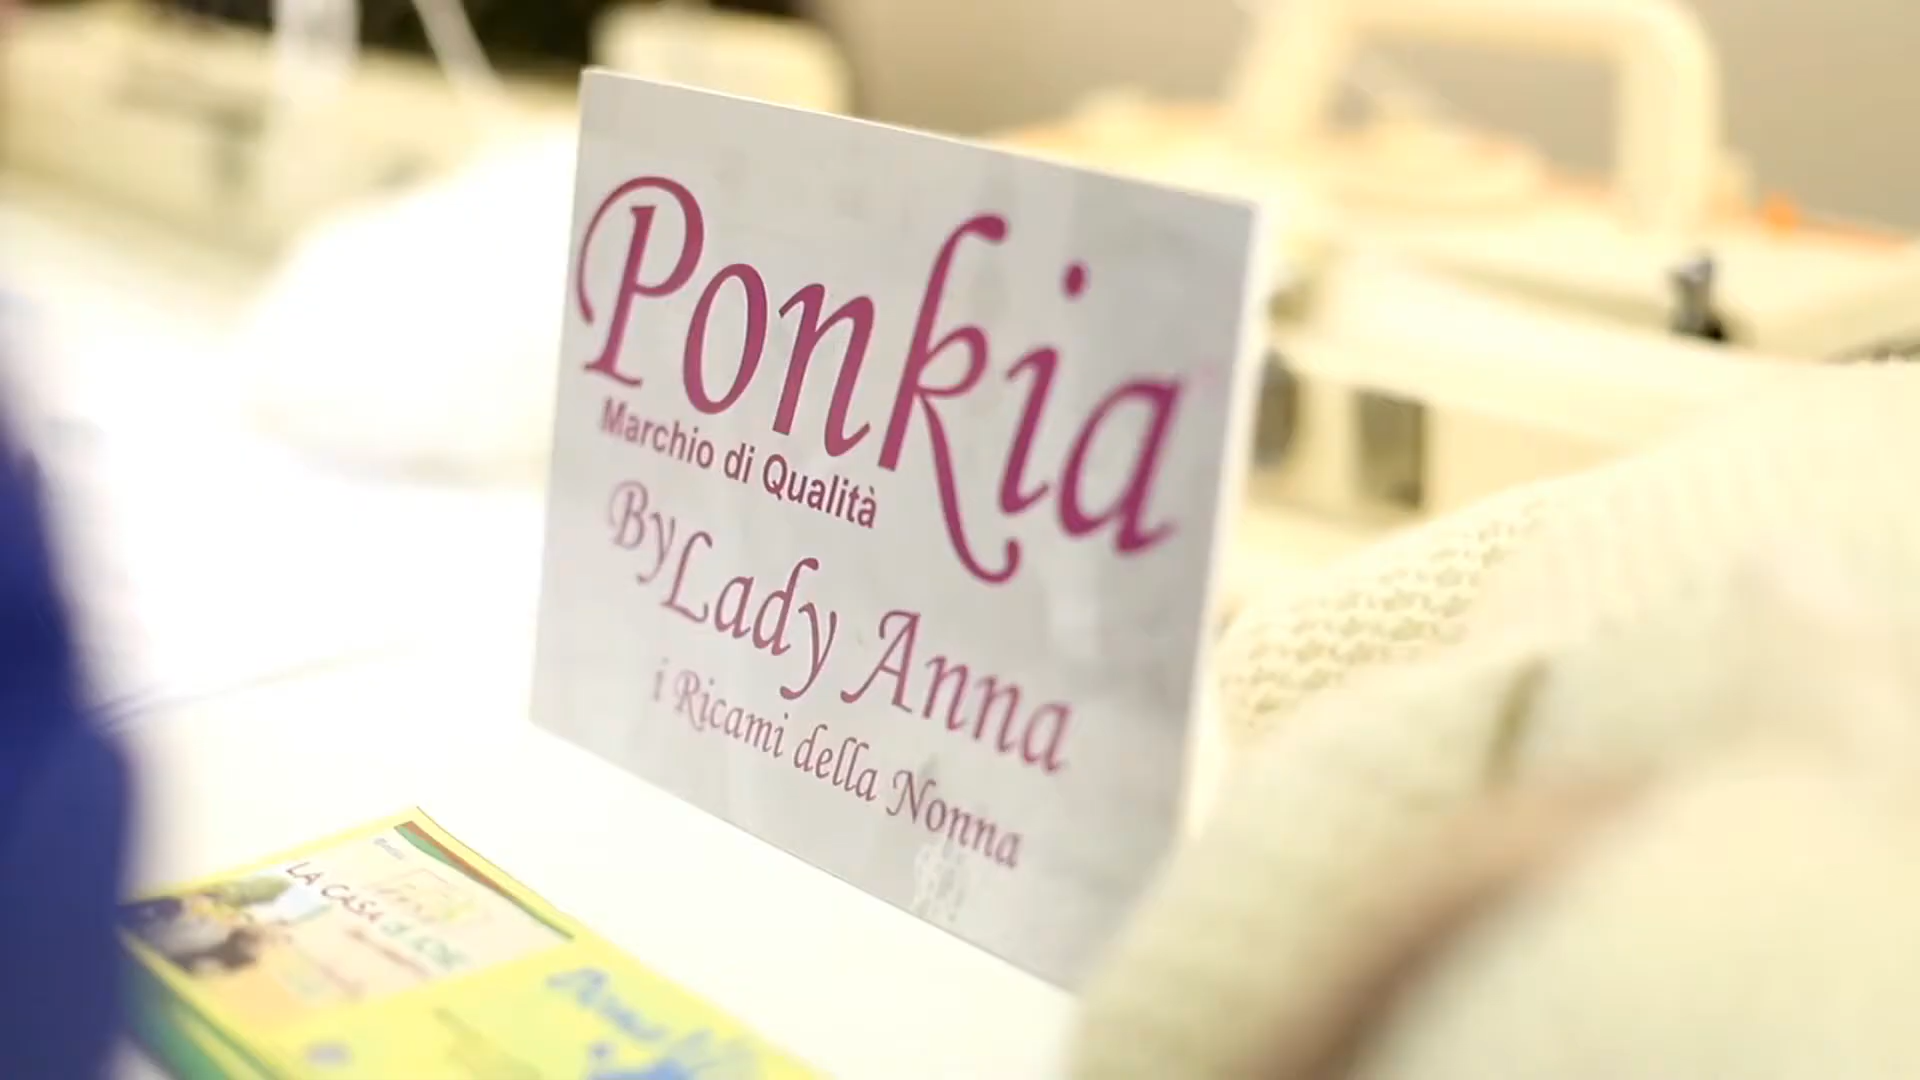 Ponkia
Marchio di Qualità
By Lady Anna
i Ricami della Nonna
LA CASA